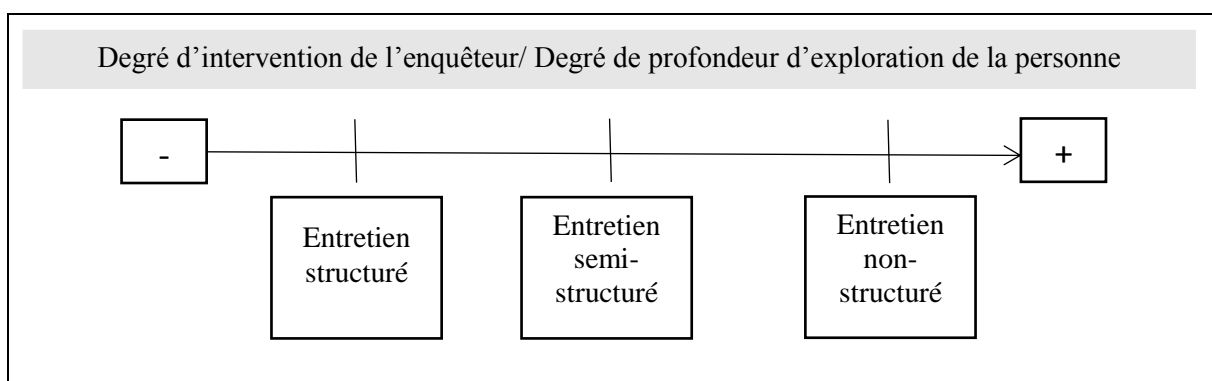 Degré d’intervention de l’enquêteur/ Degré de profondeur d’exploration de la personne
-
+
Entretien
structuré
Entretien
semi-
structuré
Entretien
non-
structuré